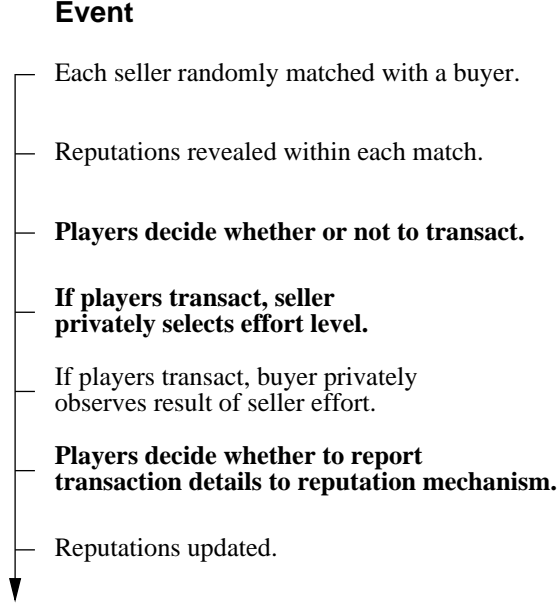 Event
Each seller randomly matched with a buyer.
Reputations revealed within each match.
Players decide whether or not to transact.
If players transact, seller
privately selects effort level.
If players transact, buyer privately
observes result of seller effort.
Players decide whether to report
transaction details to reputation mechanism.
Reputations updated.